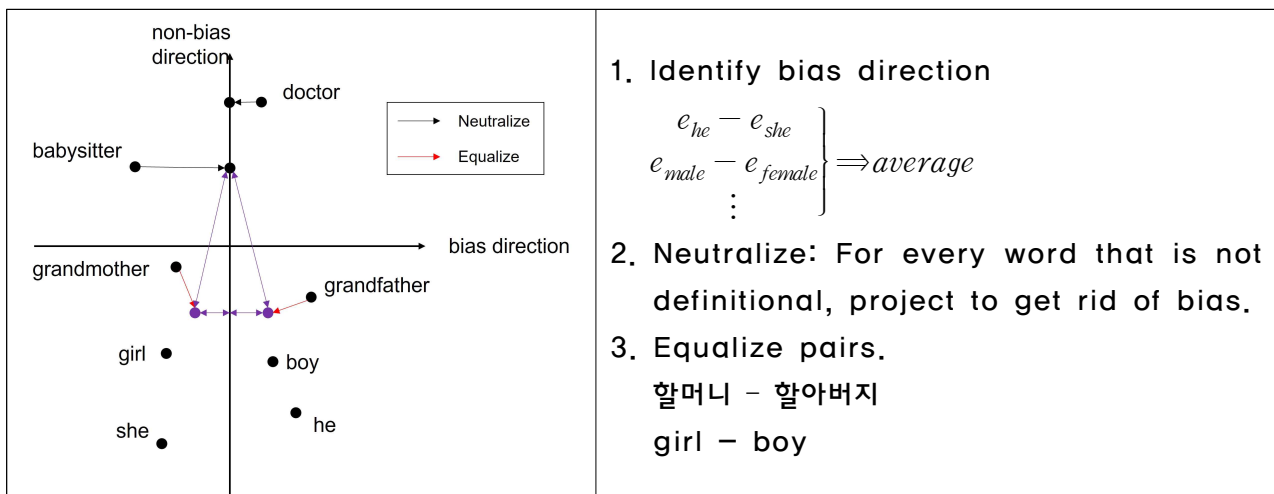 non-bias
direction
doctor
Neutralize
Equalize
babysitter
bias direction
grandmother
grandfather
girl
boy
he
she
1. Identify bias direction
e_he − e_she
e_male − e_female
⋮
⇒ average
2. Neutralize: For every word that is not
definitional, project to get rid of bias.
3. Equalize pairs.
할머니 - 할아버지
girl - boy